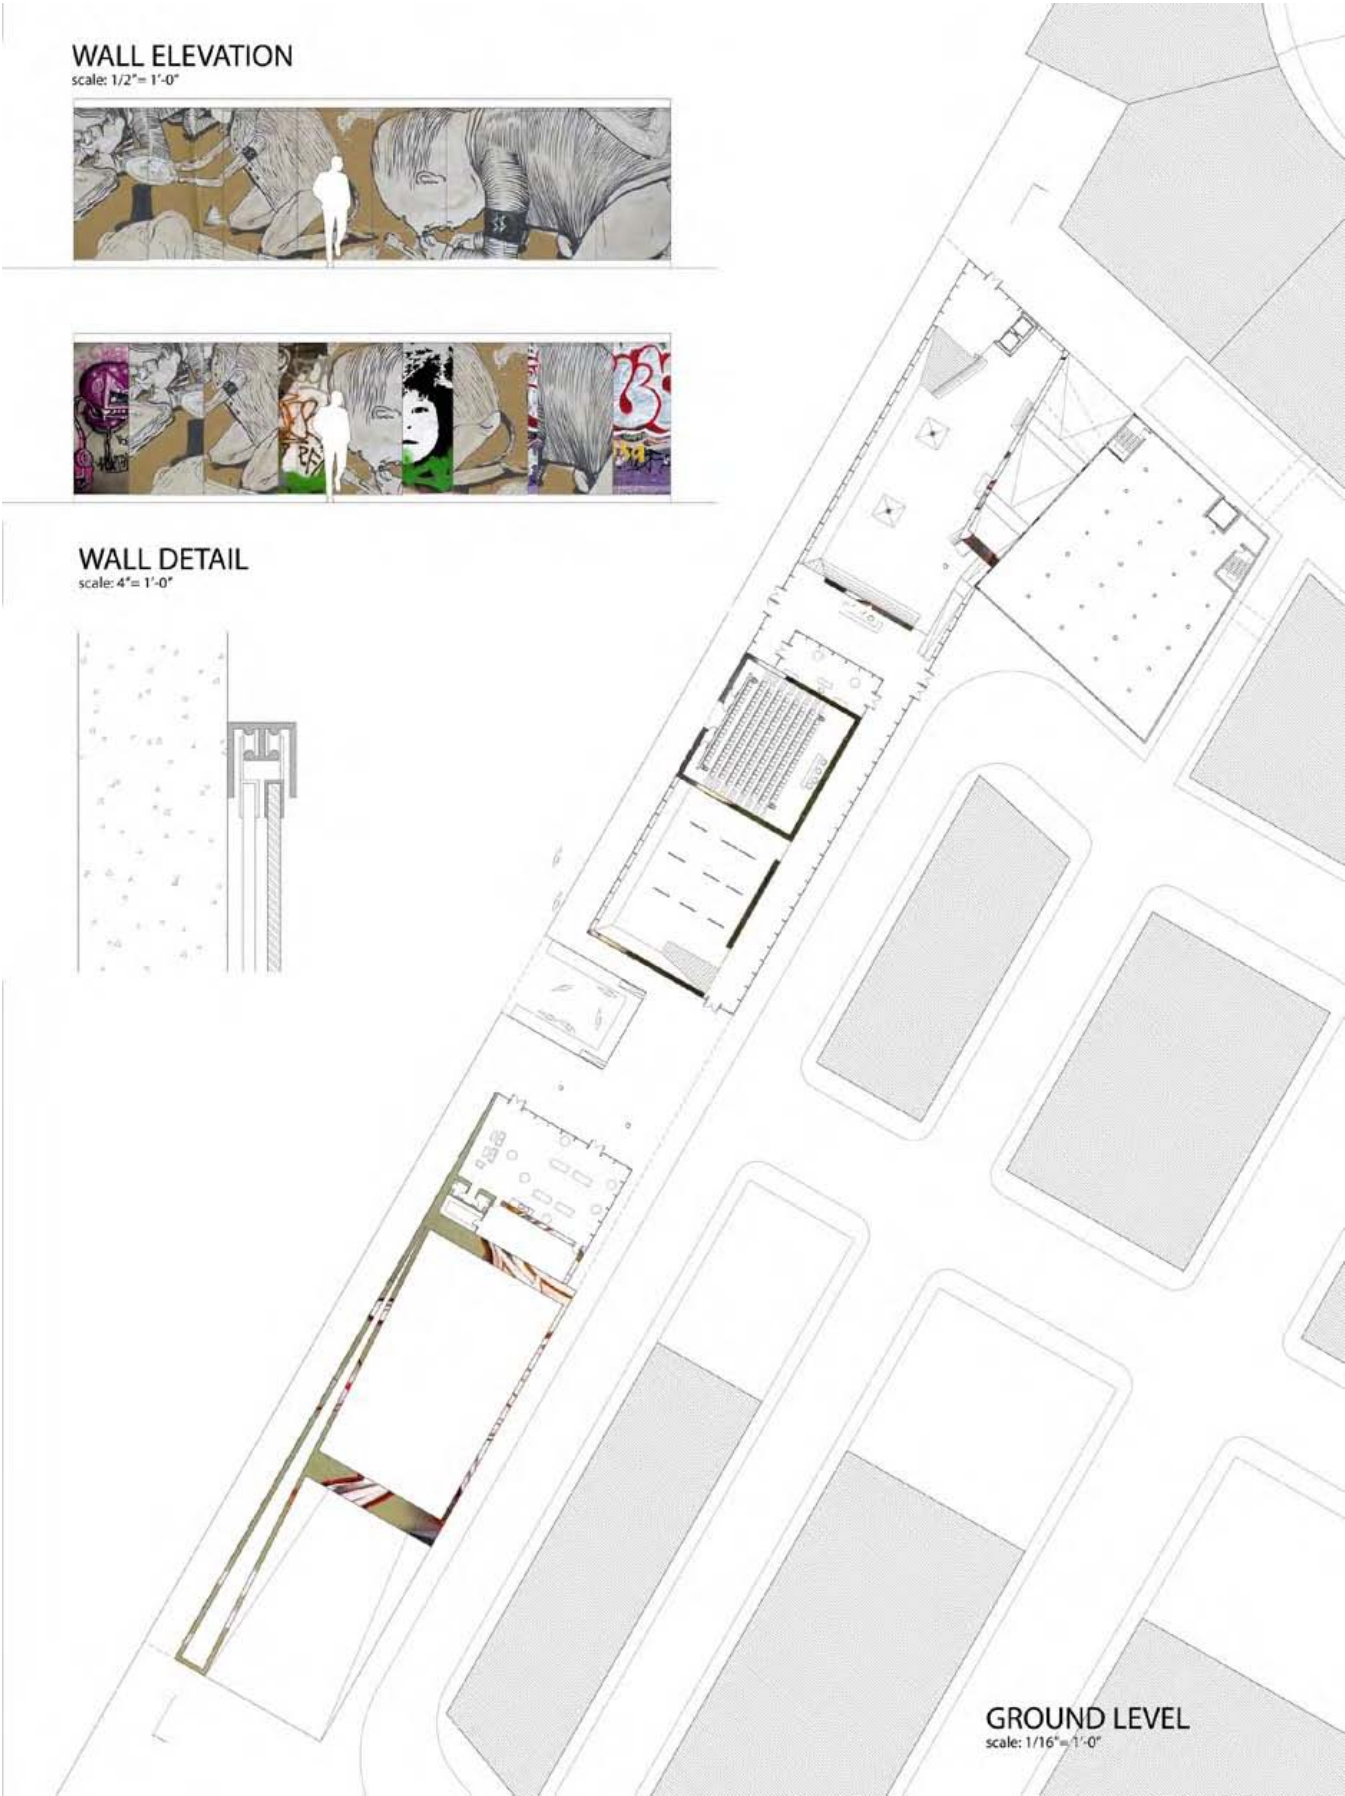 WALL ELEVATION
scale: 1/2"= 1'-0"
WALL DETAIL
scale: 4"= 1'-0"
GROUND LEVEL
scale: 1/16"= 1'-0"